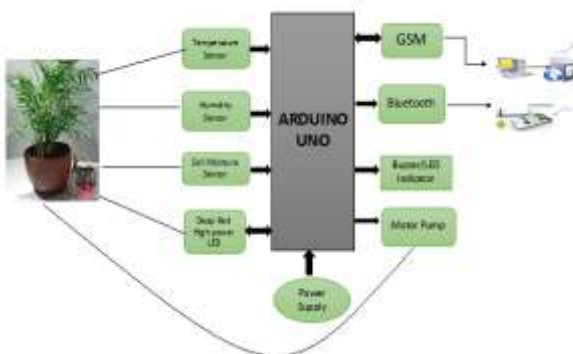 Temperature
Sensor
Humidity
Sensor
Soil Moisture
Sensor
Deep Red
High power
LED
ARDUINO
UNO
GSM
Bluetooth
Buzzer/LED
Indicator
Motor Pump
Power
Supply